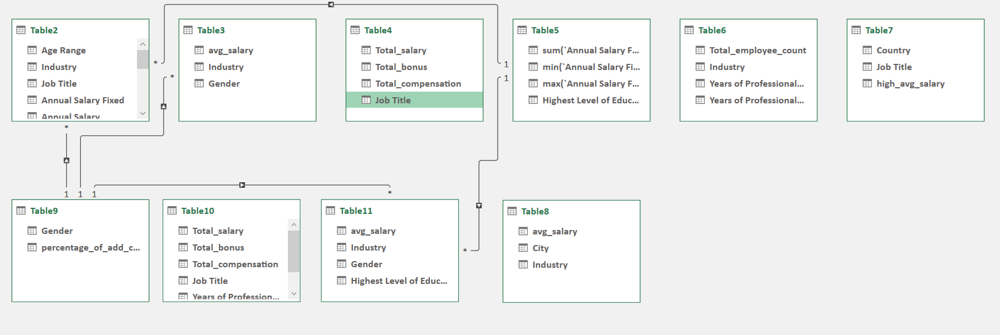 Table2
Age Range
Industry
Job Title
Annual Salary Fixed
Annual Salary
Table3
avg_salary
Industry
Gender
Table4
Total_salary
Total_bonus
Total_compensation
Job Title
Table5
sum(`Annual Salary F...
min(`Annual Salary Fi...
max(`Annual Salary F...
Highest Level of Educ...
Table6
Total_employee_count
Industry
Years of Professional...
Years of Professional...
Table7
Country
Job Title
high_avg_salary
*
*
1
1
*
1
1
1
*
*
Table9
Gender
percentage_of_add_c...
Table10
Total_salary
Total_bonus
Total_compensation
Job Title
Years of Profession...
Table11
avg_salary
Industry
Gender
Highest Level of Educ...
Table8
avg_salary
City
Industry